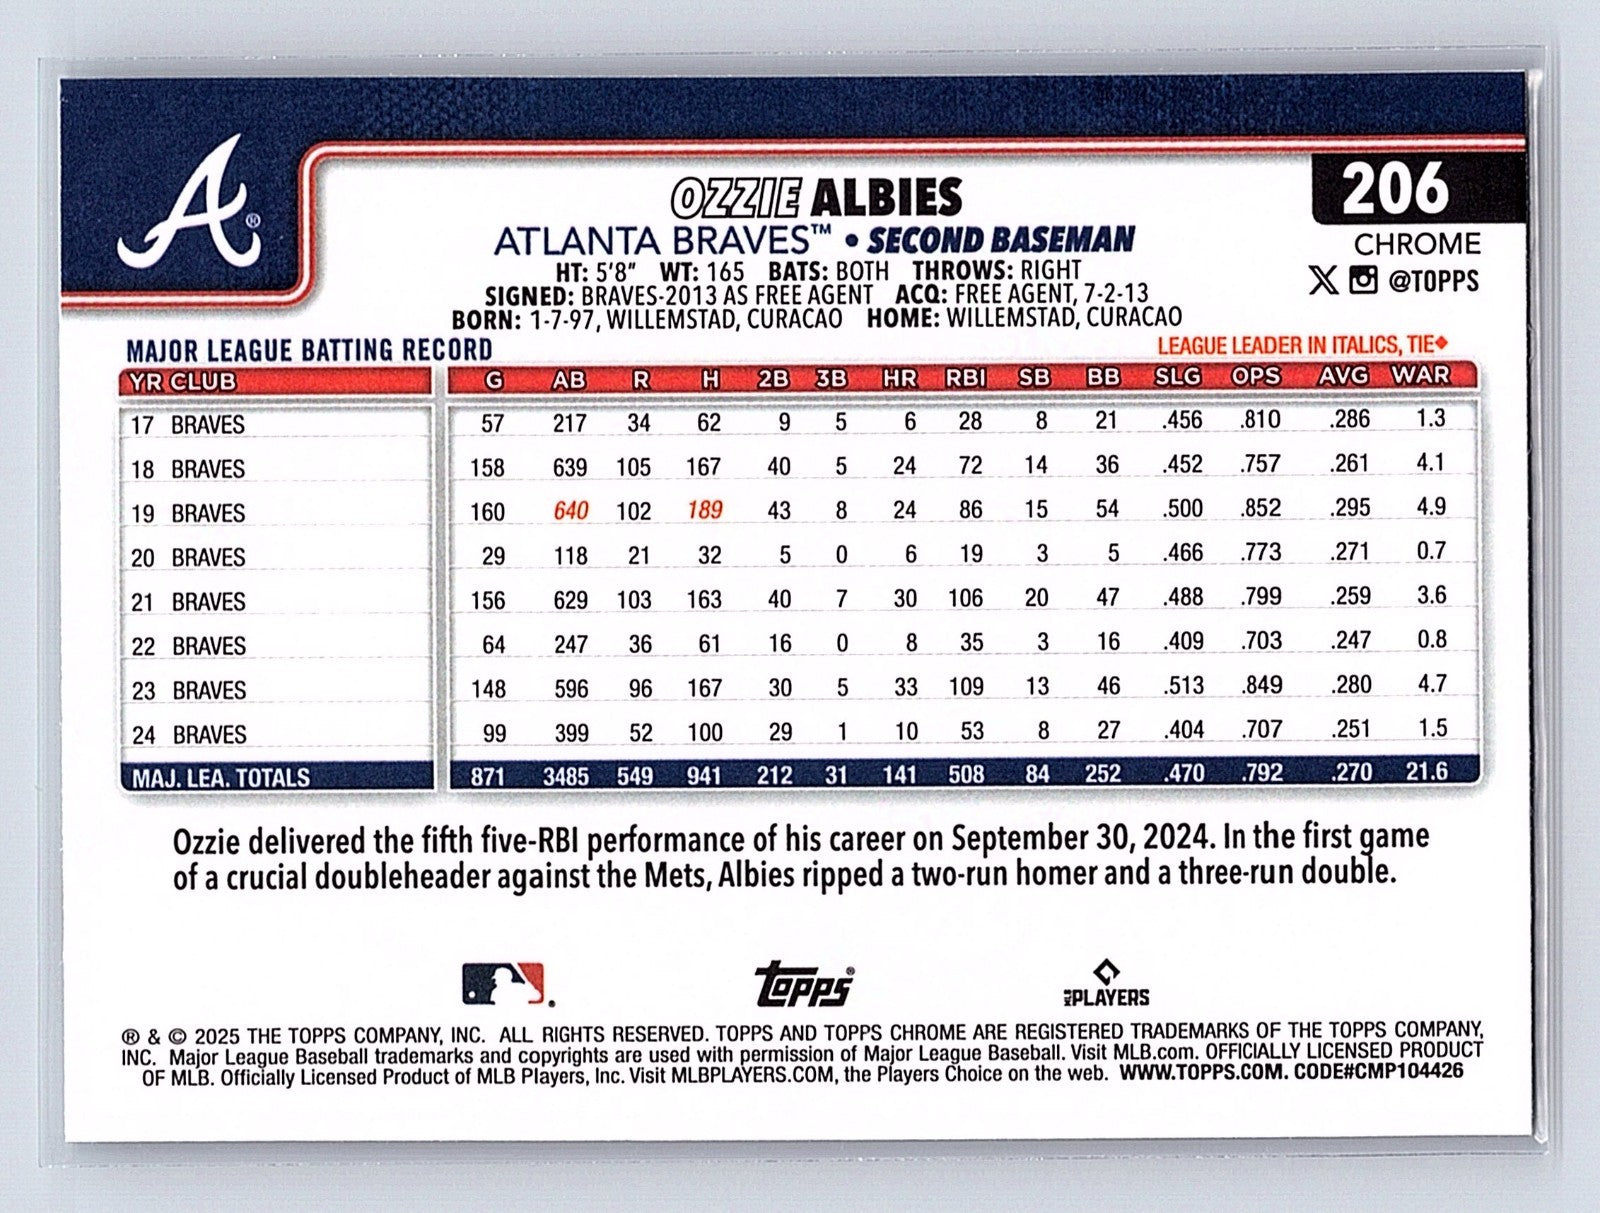 A®
206
OZZIE ALBIES
ATLANTA BRAVES™ • SECOND BASEMAN
CHROME
HT: 5'8" WT: 165 BATS: BOTH THROWS: RIGHT
@TOPPS
SIGNED: BRAVES-2013 AS FREE AGENT ACQ: FREE AGENT, 7-2-13
BORN: 1-7-97, WILLEMSTAD, CURACAO HOME: WILLEMSTAD, CURACAO
MAJOR LEAGUE BATTING RECORD LEAGUE LEADER IN ITALICS, TIE◆
YR CLUB G AB R H 2B 3B HR RBI SB BB SLG OPS AVG WAR
17 BRAVES 57 217 34 62 9 5 6 28 8 21 .456 .810 .286 1.3
18 BRAVES 158 639 105 167 40 5 24 72 14 36 .452 .757 .261 4.1
19 BRAVES 160 640 102 189 43 8 24 86 15 54 .500 .852 .295 4.9
20 BRAVES 29 118 21 32 5 0 6 19 3 5 .466 .773 .271 0.7
21 BRAVES 156 629 103 163 40 7 30 106 20 47 .488 .799 .259 3.6
22 BRAVES 64 247 36 61 16 0 8 35 3 16 .409 .703 .247 0.8
23 BRAVES 148 596 96 167 30 5 33 109 13 46 .513 .849 .280 4.7
24 BRAVES 99 399 52 100 29 1 10 53 8 27 .404 .707 .251 1.5
MAJ. LEA. TOTALS 871 3485 549 941 212 31 141 508 84 252 .470 .792 .270 21.6
Ozzie delivered the fifth five-RBI performance of his career on September 30, 2024. In the first game
of a crucial doubleheader against the Mets, Albies ripped a two-run homer and a three-run double.
topps®
MLB PLAYERS
® & © 2025 THE TOPPS COMPANY, INC. ALL RIGHTS RESERVED. TOPPS AND TOPPS CHROME ARE REGISTERED TRADEMARKS OF THE TOPPS COMPANY,
INC. Major League Baseball trademarks and copyrights are used with permission of Major League Baseball. Visit MLB.com. OFFICIALLY LICENSED PRODUCT
OF MLB. Officially Licensed Product of MLB Players, Inc. Visit MLBPLAYERS.COM, the Players Choice on the web. WWW.TOPPS.COM. CODE#CMP104426